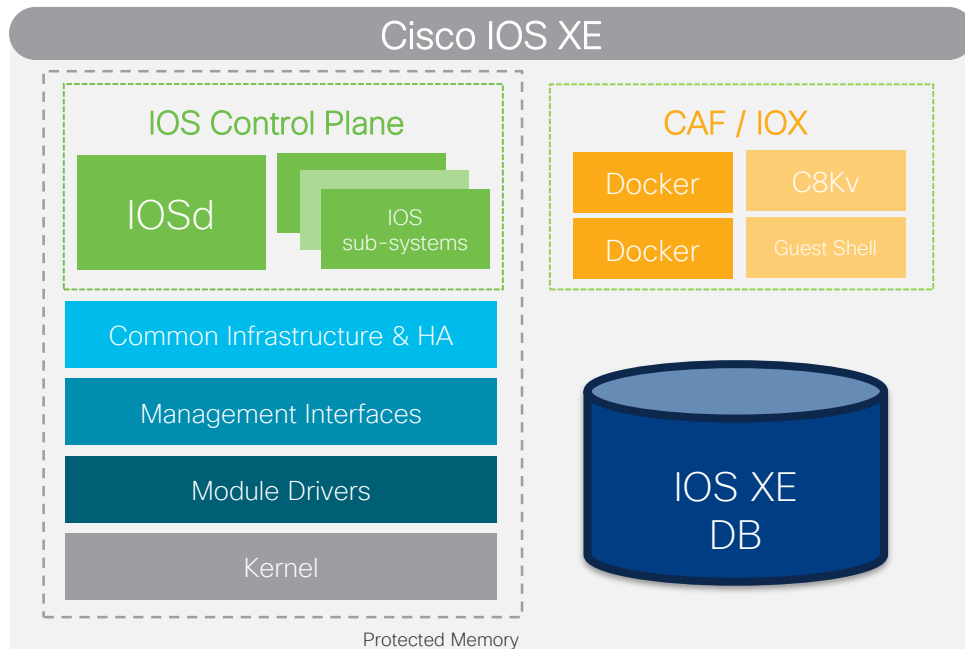 Cisco IOS XE
IOS Control Plane
IOSd
IOS
sub-systems
CAF / IOX
Docker
C8Kv
Docker
Guest Shell
Common Infrastructure & HA
Management Interfaces
Module Drivers
Kernel
IOS XE
DB
Protected Memory